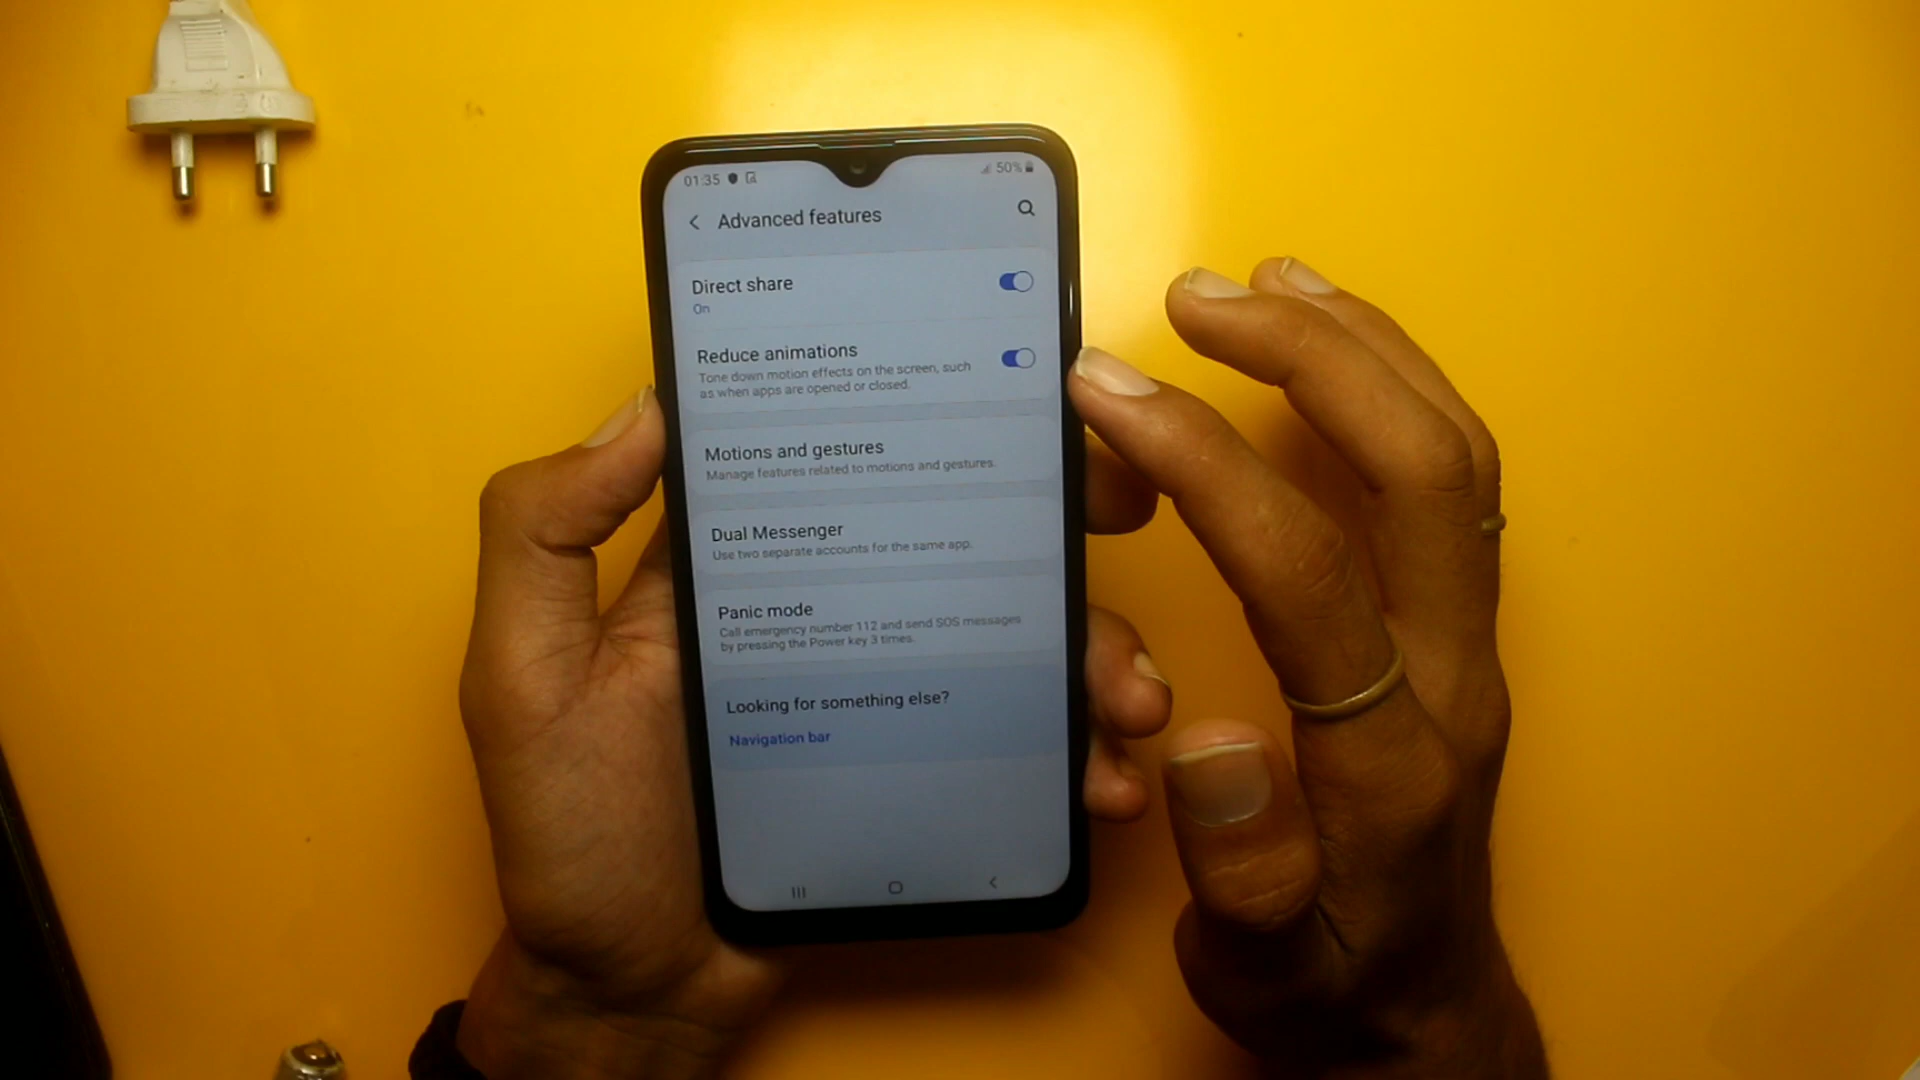 01:35
50%
Advanced features
Direct share
On
Reduce animations
Tone down motion effects on the screen, such
as when apps are opened or closed.
Motions and gestures
Manage features related to motions and gestures.
Dual Messenger
Use two separate accounts for the same app.
Panic mode
Call emergency number 112 and send SOS messages
by pressing the Power key 3 times.
Looking for something else?
Navigation bar